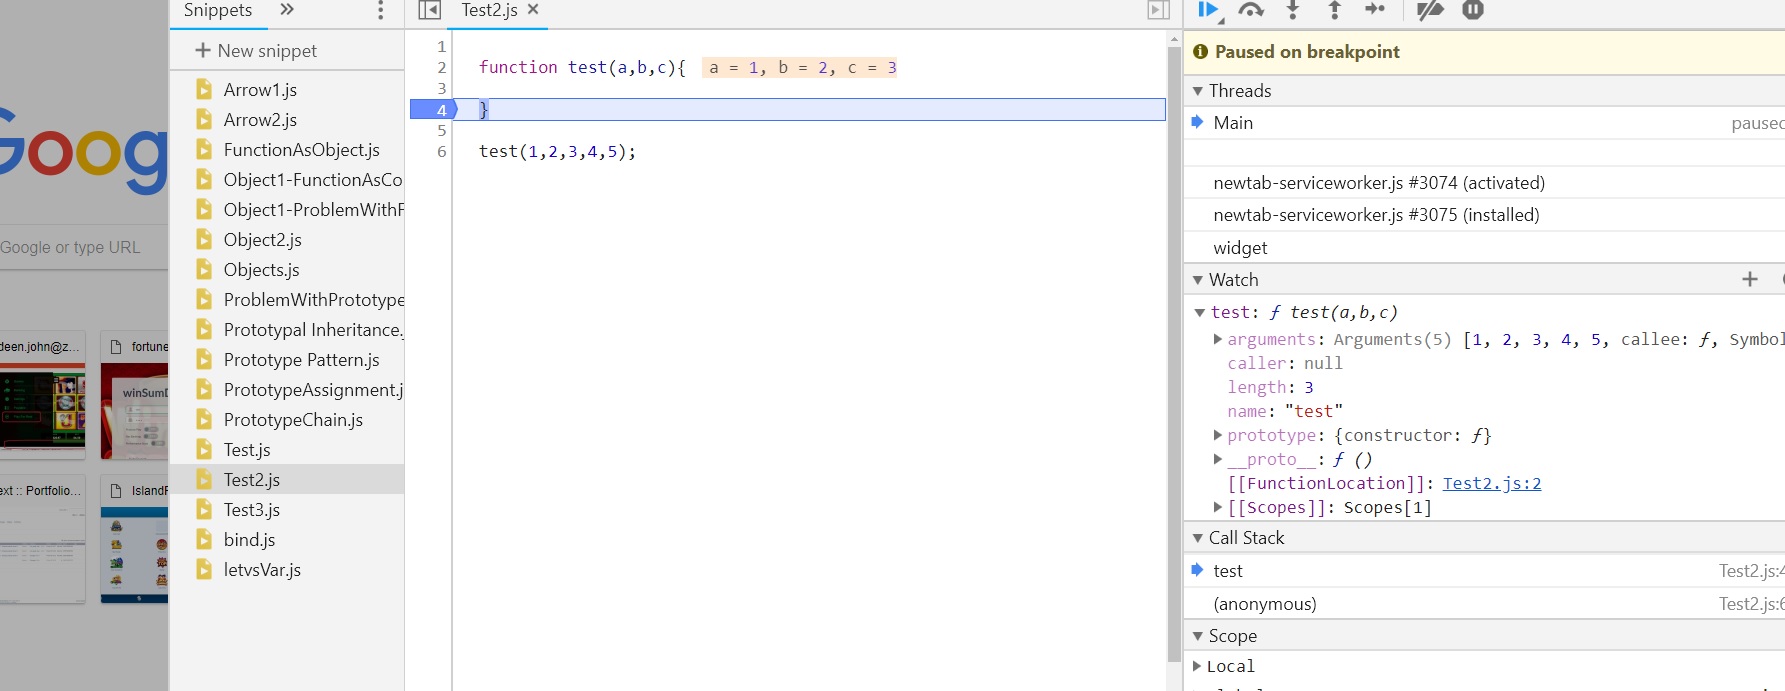 Snippets
New snippet
Arrow1.js
Arrow2.js
FunctionAsObject.js
Object1-FunctionAsCo
Object1-ProblemWithF
Object2.js
Objects.js
ProblemWithPrototype
Prototypal Inheritance.
Prototype Pattern.js
PrototypeAssignment.j
PrototypeChain.js
Test.js
Test2.js
Test3.js
bind.js
letvsVar.js
Goog
Google or type URL
deen.john@z...
fortune
winSumD
ext :: Portfolio...
IslandF
Test2.js ×
1
2 function test(a,b,c){ a = 1, b = 2, c = 3
3
4 }
5
6 test(1,2,3,4,5);
Paused on breakpoint
Threads
Main paused
newtab-serviceworker.js #3074 (activated)
newtab-serviceworker.js #3075 (installed)
widget
Watch
test: ƒ test(a,b,c)
arguments: Arguments(5) [1, 2, 3, 4, 5, callee: ƒ, Symbol
caller: null
length: 3
name: "test"
prototype: {constructor: ƒ}
__proto__: ƒ ()
[[FunctionLocation]]: Test2.js:2
[[Scopes]]: Scopes[1]
Call Stack
test Test2.js:4
(anonymous) Test2.js:6
Scope
Local